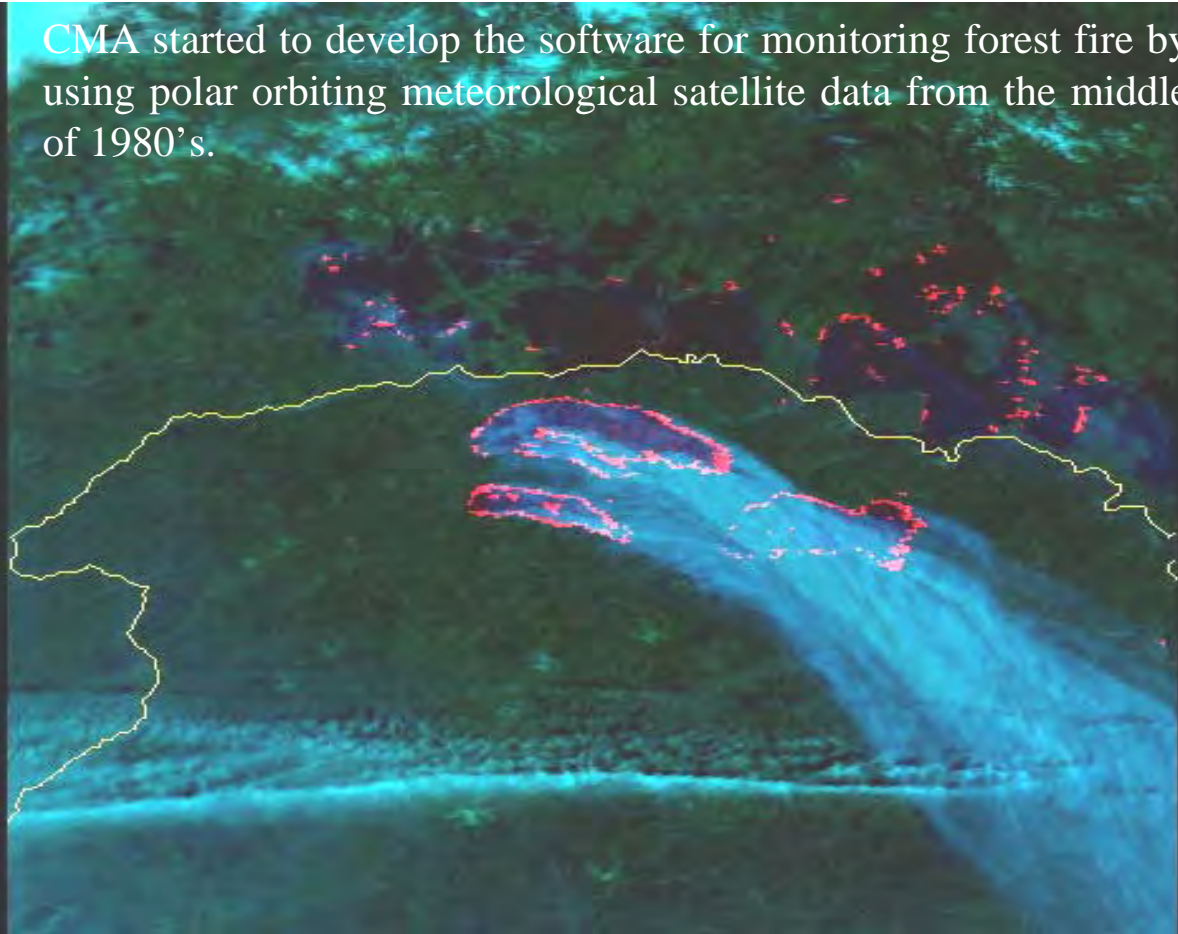 CMA started to develop the software for monitoring forest fire by
using polar orbiting meteorological satellite data from the middle
of 1980’s.